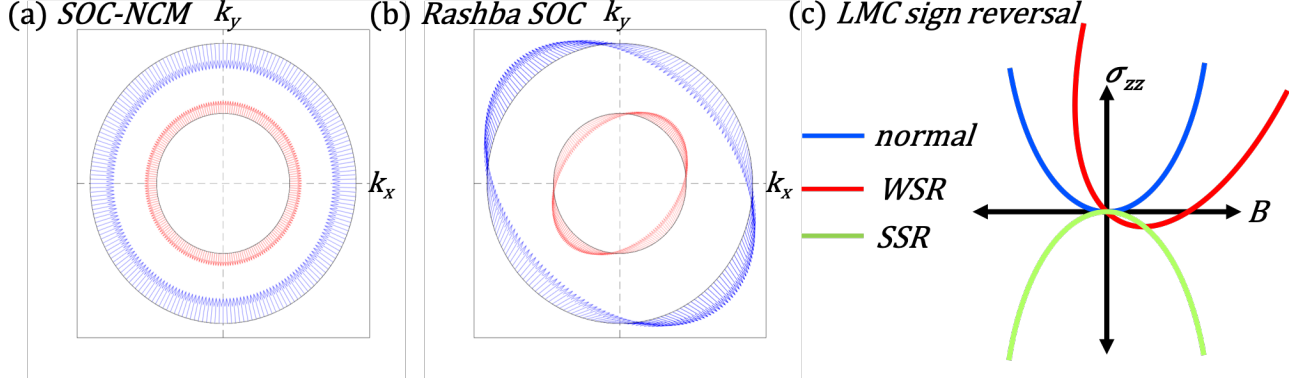 (a) SOC-NCM
k_y
k_x
(b) Rashba SOC
k_y
k_x
(c) LMC sign reversal
σ_zz
B
normal
WSR
SSR